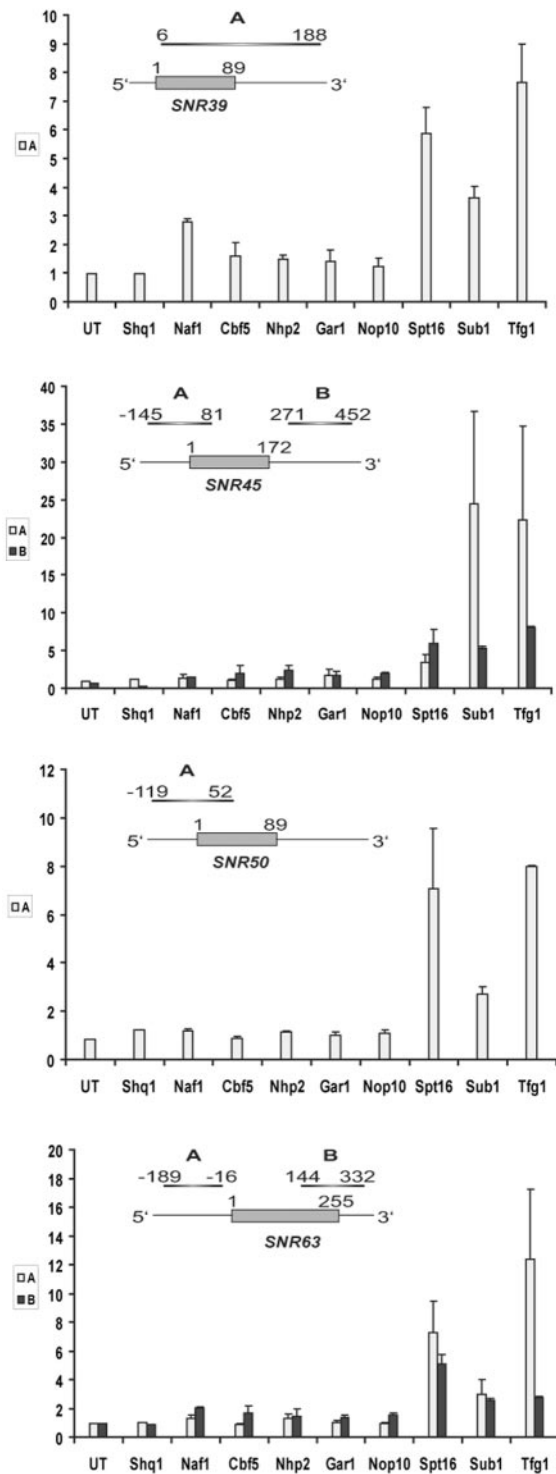 10
9
8
7
6
5
4
3
2
1
0
A
A
6 188
1 89
5‘ 3‘
SNR39
UT Shq1 Naf1 Cbf5 Nhp2 Gar1 Nop10 Spt16 Sub1 Tfg1
45
40
35
30
25
20
15
10
5
0
A
B
A B
-145 81 271 452
1 172
5‘ 3‘
SNR45
UT Shq1 Naf1 Cbf5 Nhp2 Gar1 Nop10 Spt16 Sub1 Tfg1
12
10
8
6
4
2
0
A
A
-119 52
1 89
5‘ 3‘
SNR50
UT Shq1 Naf1 Cbf5 Nhp2 Gar1 Nop10 Spt16 Sub1 Tfg1
20
18
16
14
12
10
8
6
4
2
0
A
B
A B
-189 -16 144 332
1 255
5‘ 3‘
SNR63
UT Shq1 Naf1 Cbf5 Nhp2 Gar1 Nop10 Spt16 Sub1 Tfg1